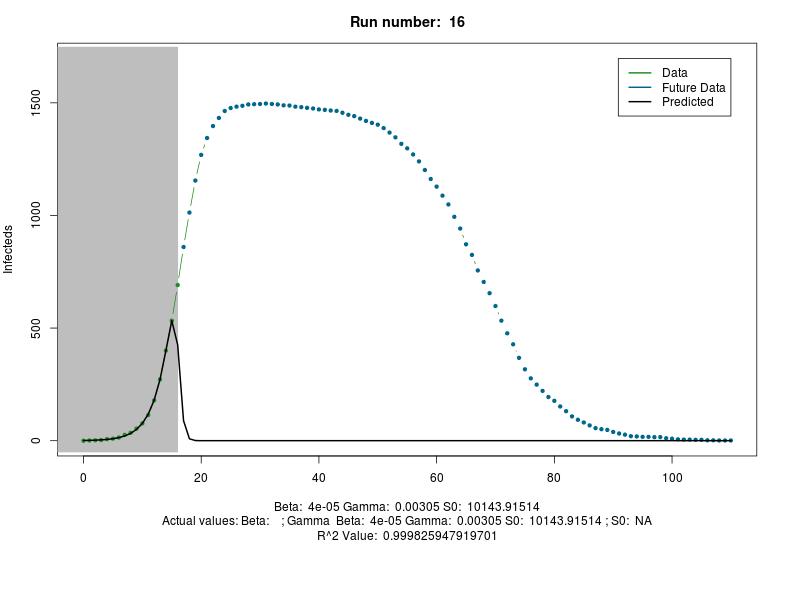 Run number: 16
Data
Future Data
Predicted
Infecteds
1500
1000
500
0
0 20 40 60 80 100
Beta: 4e-05 Gamma: 0.00305 S0: 10143.91514
Actual values: Beta: ; Gamma Beta: 4e-05 Gamma: 0.00305 S0: 10143.91514 ; S0: NA
R^2 Value: 0.999825947919701